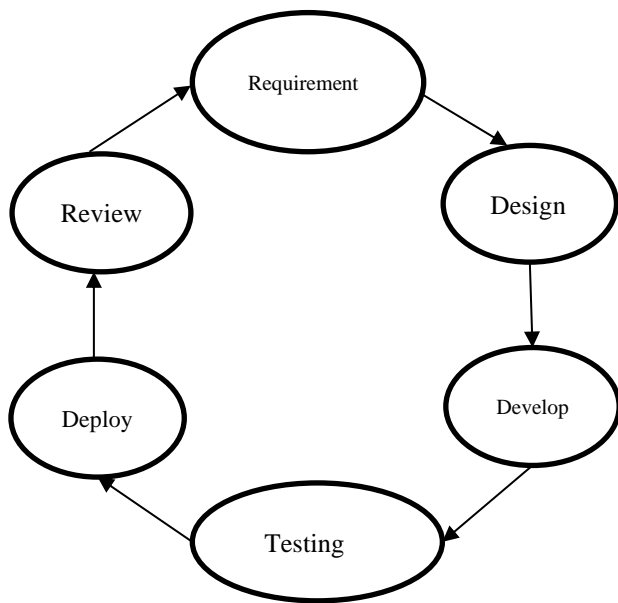 Requirement
Design
Develop
Testing
Deploy
Review